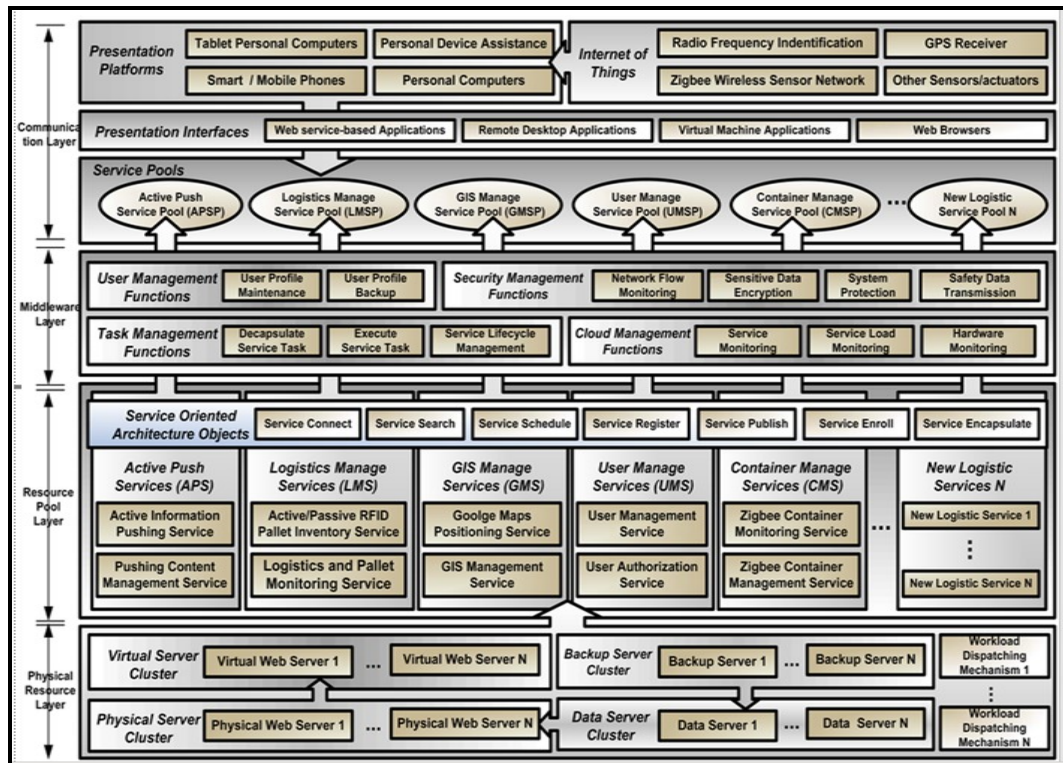 Presentation
Platforms
Tablet Personal Computers
Personal Device Assistance
Smart / Mobile Phones
Personal Computers
Internet of
Things
Radio Frequency Indentification
GPS Receiver
Zigbee Wireless Sensor Network
Other Sensors/actuators
Communica
tion Layer
Presentation Interfaces
Web service-based Applications
Remote Desktop Applications
Virtual Machine Applications
Web Browsers
Service Pools
Active Push
Service Pool (APSP)
Logistics Manage
Service Pool (LMSP)
GIS Manage
Service Pool (GMSP)
User Manage
Service Pool (UMSP)
Container Manage
Service Pool (CMSP)
...
New Logistic
Service Pool N
Middleware
Layer
User Management
Functions
User Profile
Maintenance
User Profile
Backup
Security Management
Functions
Network Flow
Monitoring
Sensitive Data
Encryption
System
Protection
Safety Data
Transmission
Task Management
Functions
Decapsulate
Service Task
Execute
Service Task
Service Lifecycle
Management
Cloud Management
Functions
Service
Monitoring
Service Load
Monitoring
Hardware
Monitoring
Resource
Pool
Layer
Service Oriented
Architecture Objects
Service Connect
Service Search
Service Schedule
Service Register
Service Publish
Service Enroll
Service Encapsulate
Active Push
Services (APS)
Active Information
Pushing Service
Pushing Content
Management Service
Logistics Manage
Services (LMS)
Active/Passive RFID
Pallet Inventory Service
Logistics and Pallet
Monitoring Service
GIS Manage
Services (GMS)
Goolge Maps
Positioning Service
GIS Management
Service
User Manage
Services (UMS)
User Management
Service
User Authorization
Service
Container Manage
Services (CMS)
Zigbee Container
Monitoring Service
Zigbee Container
Management Service
...
New Logistic
Services N
New Logistic Service 1
...
New Logistic Service N
Physical
Resource
Layer
Virtual Server
Cluster
Virtual Web Server 1
...
Virtual Web Server N
Backup Server
Cluster
Backup Server 1
...
Backup Server N
Workload
Dispatching
Mechanism 1
...
Physical Server
Cluster
Physical Web Server 1
...
Physical Web Server N
Data Server
Cluster
Data Server 1
...
Data Server N
Workload
Dispatching
Mechanism N